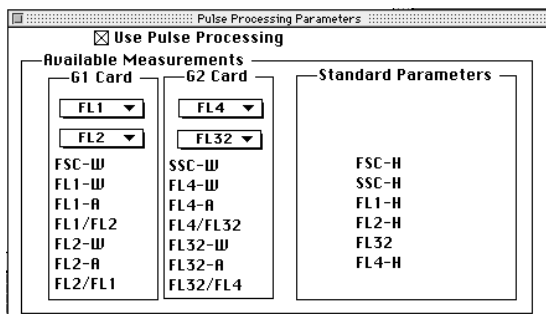 Pulse Processing Parameters
Use Pulse Processing
Available Measurements
G1 Card
FL1
FL2
FSC-W
FL1-W
FL1-A
FL1/FL2
FL2-W
FL2-A
FL2/FL1
G2 Card
FL4
FL32
SSC-W
FL4-W
FL4-A
FL4/FL32
FL32-W
FL32-A
FL32/FL4
Standard Parameters
FSC-H
SSC-H
FL1-H
FL2-H
FL32
FL4-H